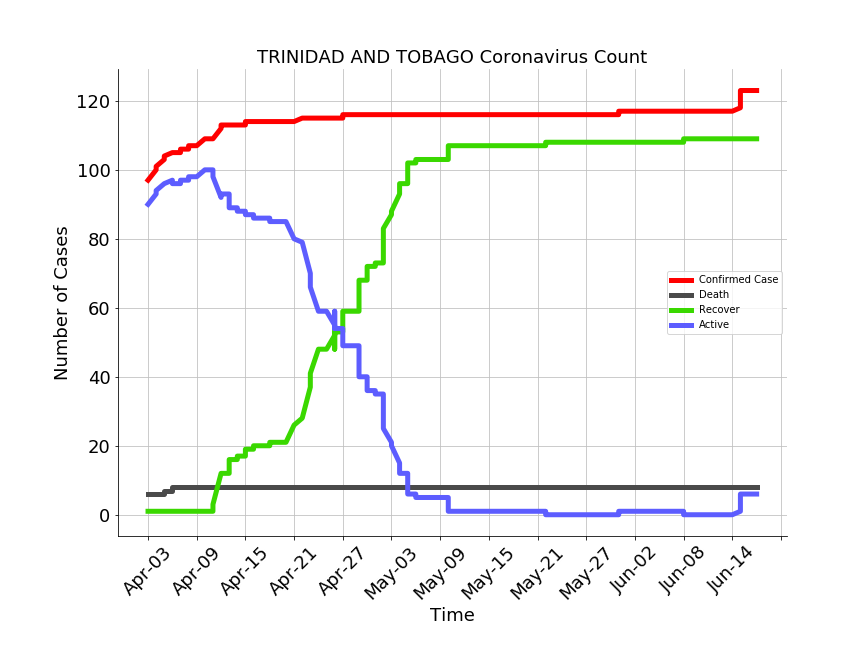 TRINIDAD AND TOBAGO Coronavirus Count
Number of Cases
120
100
80
60
40
20
0
Confirmed Case
Death
Recover
Active
Apr-03
Apr-09
Apr-15
Apr-21
Apr-27
May-03
May-09
May-15
May-21
May-27
Jun-02
Jun-08
Jun-14
Time